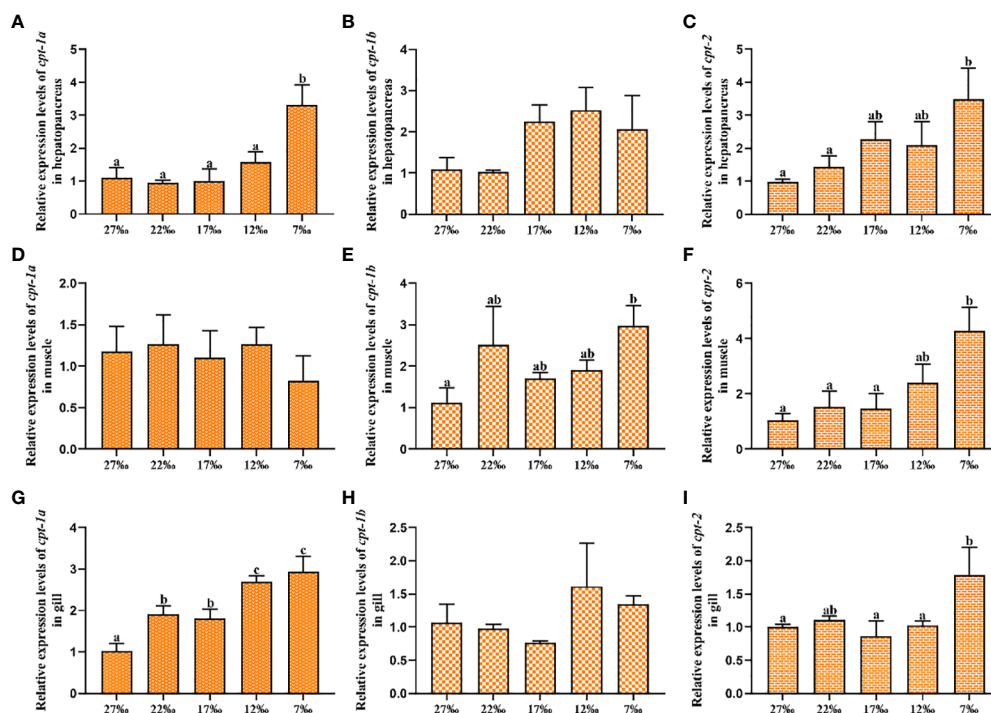 A
Relative expression levels of cpt-1a
in hepatopancreas
5
4
3
2
1
0
a
a
a
a
b
27‰
22‰
17‰
12‰
7‰
B
Relative expression levels of cpt-1b
in hepatopancreas
4
3
2
1
0
27‰
22‰
17‰
12‰
7‰
C
Relative expression levels of cpt-2
in hepatopancreas
5
4
3
2
1
0
a
a
ab
ab
b
27‰
22‰
17‰
12‰
7‰
D
Relative expression levels of cpt-1a
in muscle
2.0
1.5
1.0
0.5
0.0
27‰
22‰
17‰
12‰
7‰
E
Relative expression levels of cpt-1b
in muscle
4
3
2
1
0
a
ab
ab
ab
b
27‰
22‰
17‰
12‰
7‰
F
Relative expression levels of cpt-2
in muscle
6
4
2
0
a
a
a
ab
b
27‰
22‰
17‰
12‰
7‰
G
Relative expression levels of cpt-1a
in gill
4
3
2
1
0
a
b
b
c
c
27‰
22‰
17‰
12‰
7‰
H
Relative expression levels of cpt-1b
in gill
2.5
2.0
1.5
1.0
0.5
0.0
27‰
22‰
17‰
12‰
7‰
I
Relative expression levels of cpt-2
in gill
2.5
2.0
1.5
1.0
0.5
0.0
a
ab
a
a
b
27‰
22‰
17‰
12‰
7‰